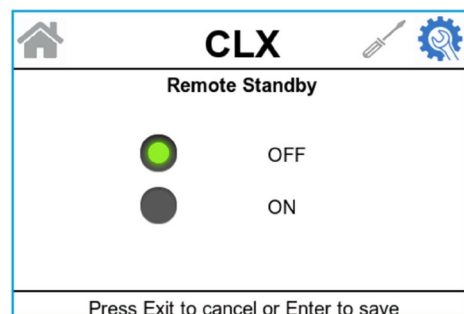 CLX
Remote Standby
OFF
ON
Press Exit to cancel or Enter to save